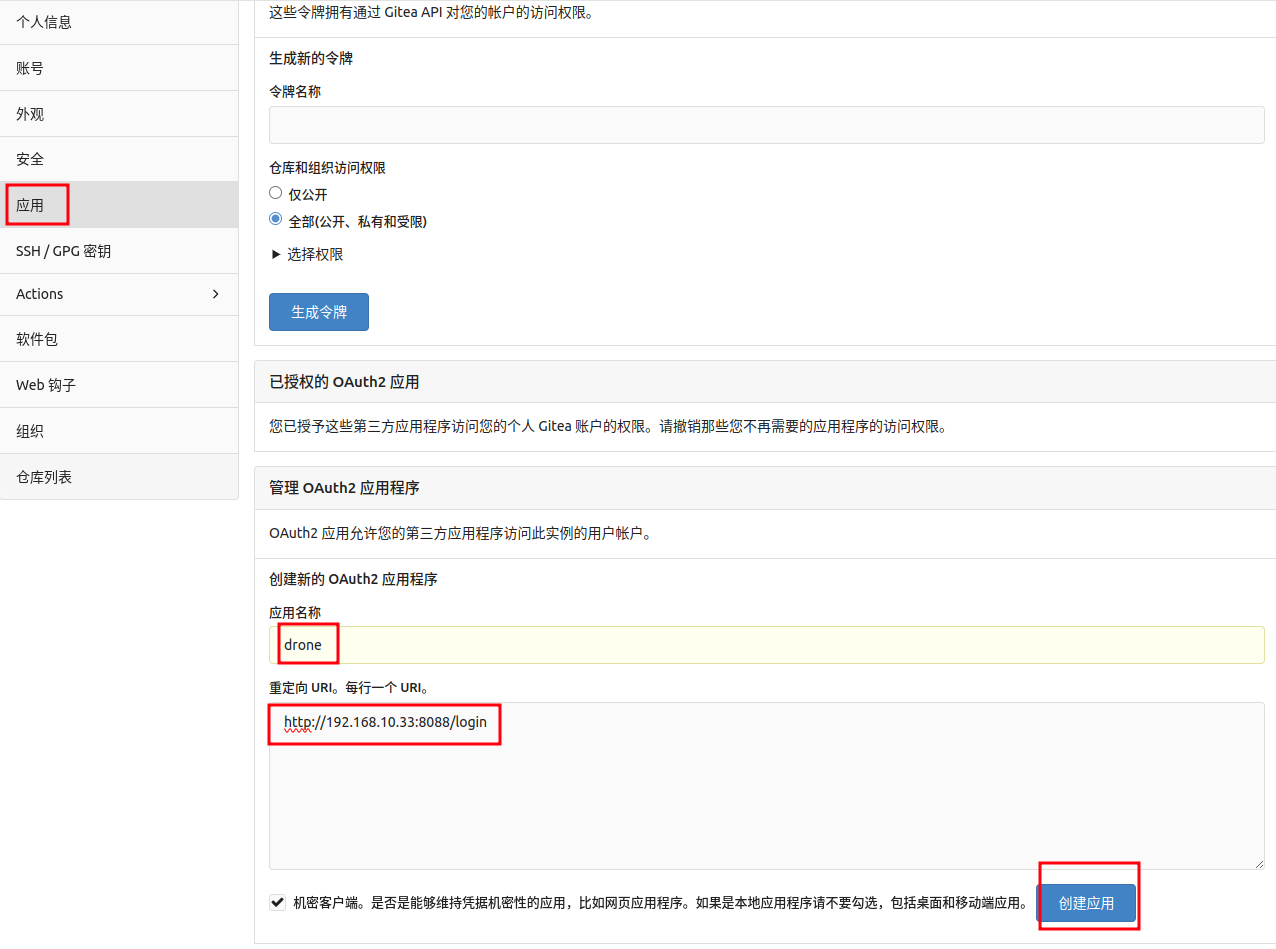 个人信息
账号
外观
安全
应用
SSH / GPG 密钥
Actions
软件包
Web 钩子
组织
仓库列表
这些令牌拥有通过 Gitea API 对您的帐户的访问权限。
生成新的令牌
令牌名称
仓库和组织访问权限
仅公开
全部(公开、私有和受限)
选择权限
生成令牌
已授权的 OAuth2 应用
您已授予这些第三方应用程序访问您的个人 Gitea 账户的权限。请撤销那些您不再需要的应用程序的访问权限。
管理 OAuth2 应用程序
OAuth2 应用允许您的第三方应用程序访问此实例的用户帐户。
创建新的 OAuth2 应用程序
应用名称
drone
重定向 URI。每行一个 URI。
http://192.168.10.33:8088/login
机密客户端。是否是能够维持凭据机密性的应用，比如网页应用程序。如果是本地应用程序请不要勾选，包括桌面和移动端应用。
创建应用